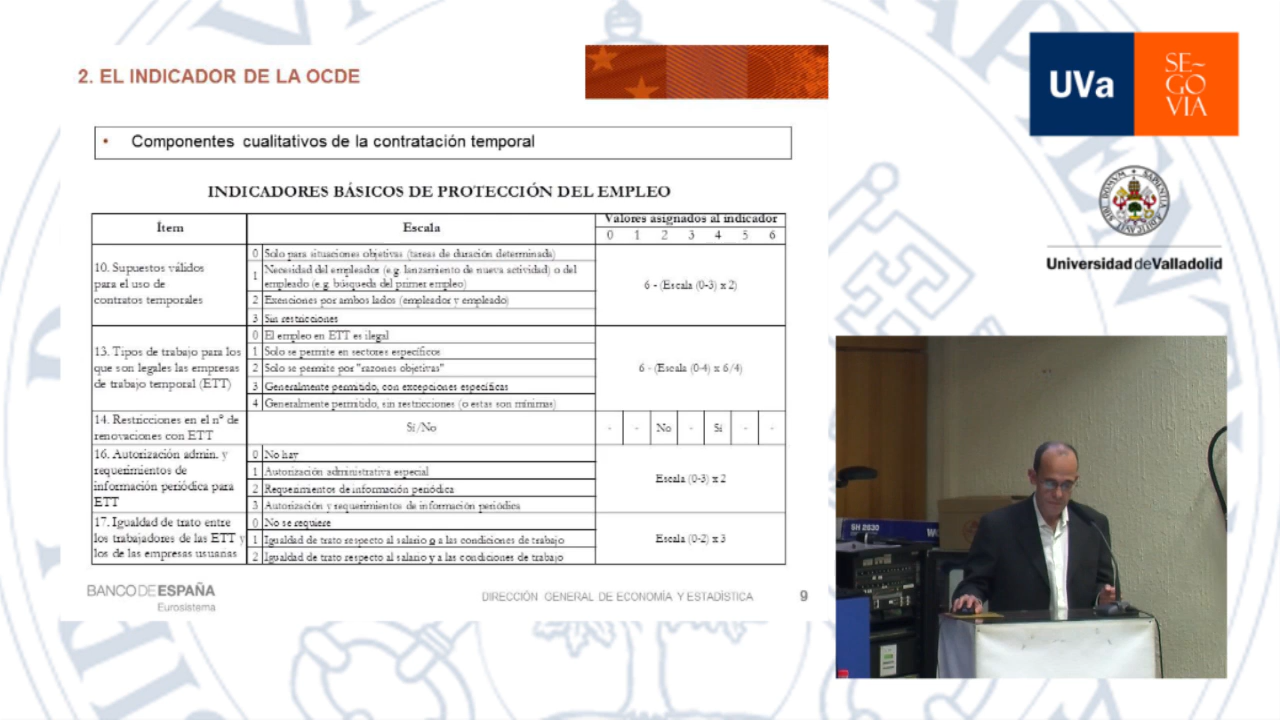 2. EL INDICADOR DE LA OCDE
• Componentes cualitativos de la contratación temporal
INDICADORES BÁSICOS DE PROTECCIÓN DEL EMPLEO
Ítem
Escala
Valores asignados al indicador
0 1 2 3 4 5 6
10. Supuestos válidos
para el uso de
contratos temporales
0 Solo para situaciones objetivas (tareas de duración determinada)
1 Necesidad del empleador (e.g. lanzamiento de nueva actividad) o del
empleado (e.g. búsqueda del primer empleo)
2 Exenciones por ambos lados (empleador y empleado)
3 Sin restricciones
6 - (Escala (0-3) x 2)
13. Tipos de trabajo para los
que son legales las empresas
de trabajo temporal (ETT)
0 El empleo en ETT es ilegal
1 Solo se permite en sectores específicos
2 Solo se permite por "razones objetivas"
3 Generalmente permitido, con excepciones específicas
4 Generalmente permitido, sin restricciones (o estas son mínimas)
6 - (Escala (0-4) x 6/4)
14. Restricciones en el nº de
renovaciones con ETT
Sí/No
- - No - Sí - -
16. Autorización admin. y
requerimientos de
información periódica para
ETT
0 No hay
1 Autorización administrativa especial
2 Requerimientos de información periódica
3 Autorización y requerimientos de información periódica
Escala (0-3) x 2
17. Igualdad de trato entre
los trabajadores de las ETT y
los de las empresas usuarias
0 No se requiere
1 Igualdad de trato respecto al salario o a las condiciones de trabajo
2 Igualdad de trato respecto al salario y a las condiciones de trabajo
Escala (0-2) x 3
BANCO DE ESPAÑA
Eurosistema
DIRECCIÓN GENERAL DE ECONOMÍA Y ESTADÍSTICA
9
UVa
SE~
GO
VIA
Universidad de Valladolid
SH 2830